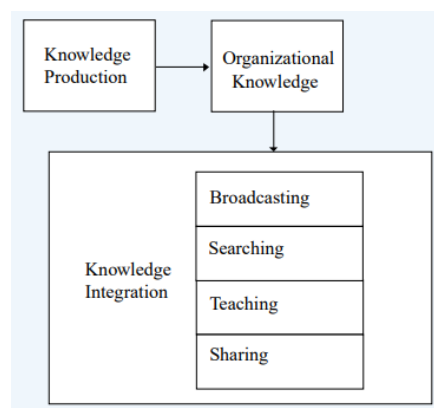 Knowledge
Production
Organizational
Knowledge
Broadcasting
Searching
Knowledge
Integration
Teaching
Sharing